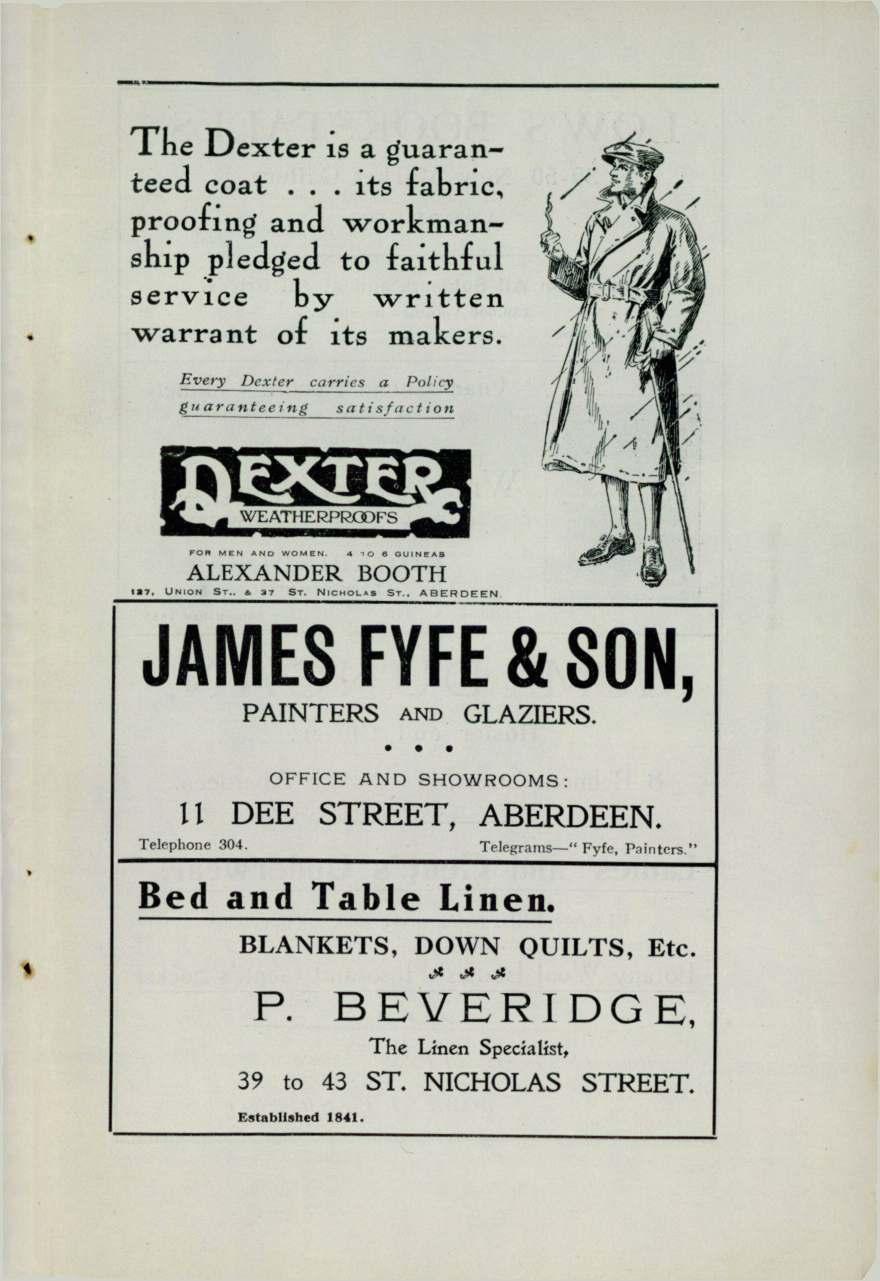 The Dexter is a guaran-
teed coat . . . its fabric,
proofing and workman-
ship pledged to faithful
service by written
warrant of its makers.
Every Dexter carries a Policy
guaranteeing satisfaction
DEXTER
WEATHERPROOFS
FOR MEN AND WOMEN. 4 TO 6 GUINEAS
ALEXANDER BOOTH
127, UNION ST., & 37 ST. NICHOLAS ST., ABERDEEN.
JAMES FYFE & SON,
PAINTERS AND GLAZIERS.
• • •
OFFICE AND SHOWROOMS:
11 DEE STREET, ABERDEEN.
Telephone 304. Telegrams—“Fyfe, Painters.”
Bed and Table Linen.
BLANKETS, DOWN QUILTS, Etc.
P. BEVERIDGE,
The Linen Specialist,
39 to 43 ST. NICHOLAS STREET.
Established 1841.